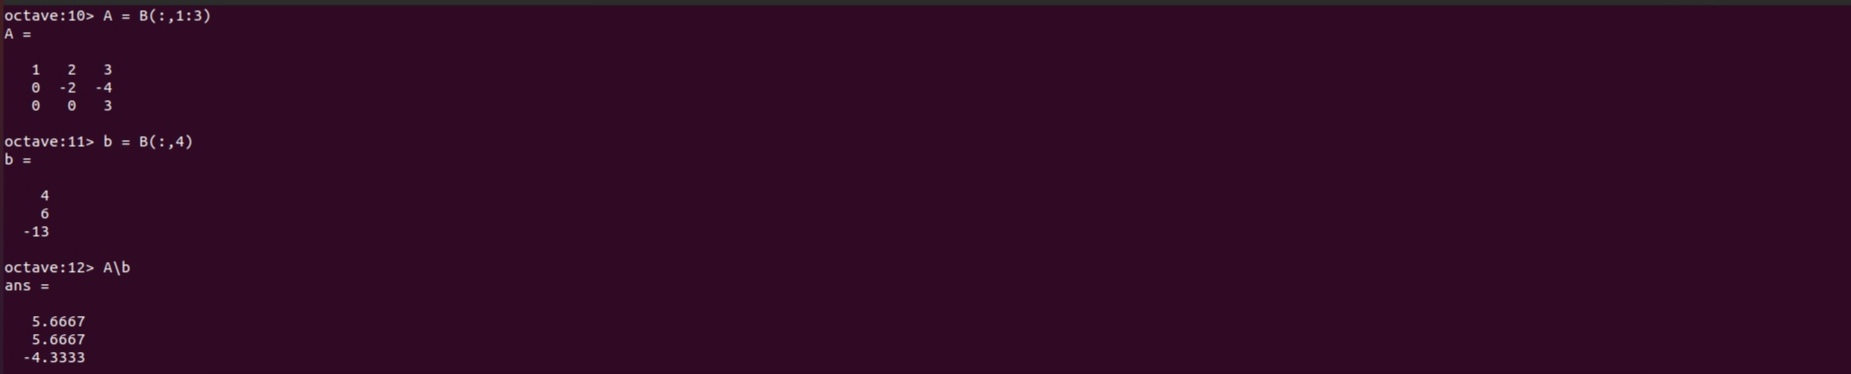 octave:10> A = B(:,1:3)
A =
1 2 3
0 -2 -4
0 0 3
octave:11> b = B(:,4)
b =
4
6
-13
octave:12> A\b
ans =
5.6667
5.6667
-4.3333